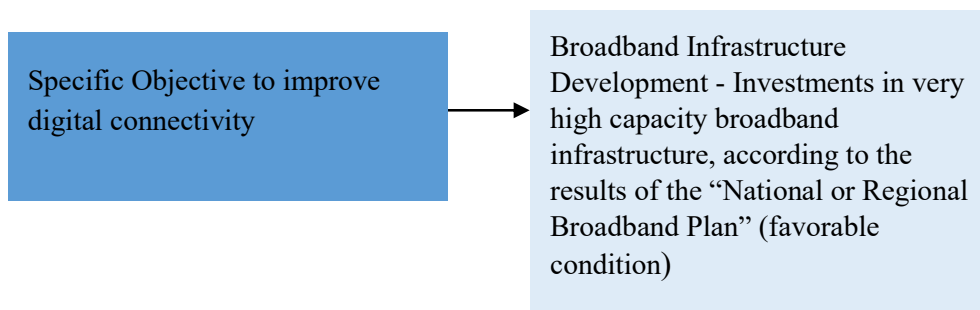 Specific Objective to improve
digital connectivity
Broadband Infrastructure
Development - Investments in very
high capacity broadband
infrastructure, according to the
results of the “National or Regional
Broadband Plan” (favorable
condition)